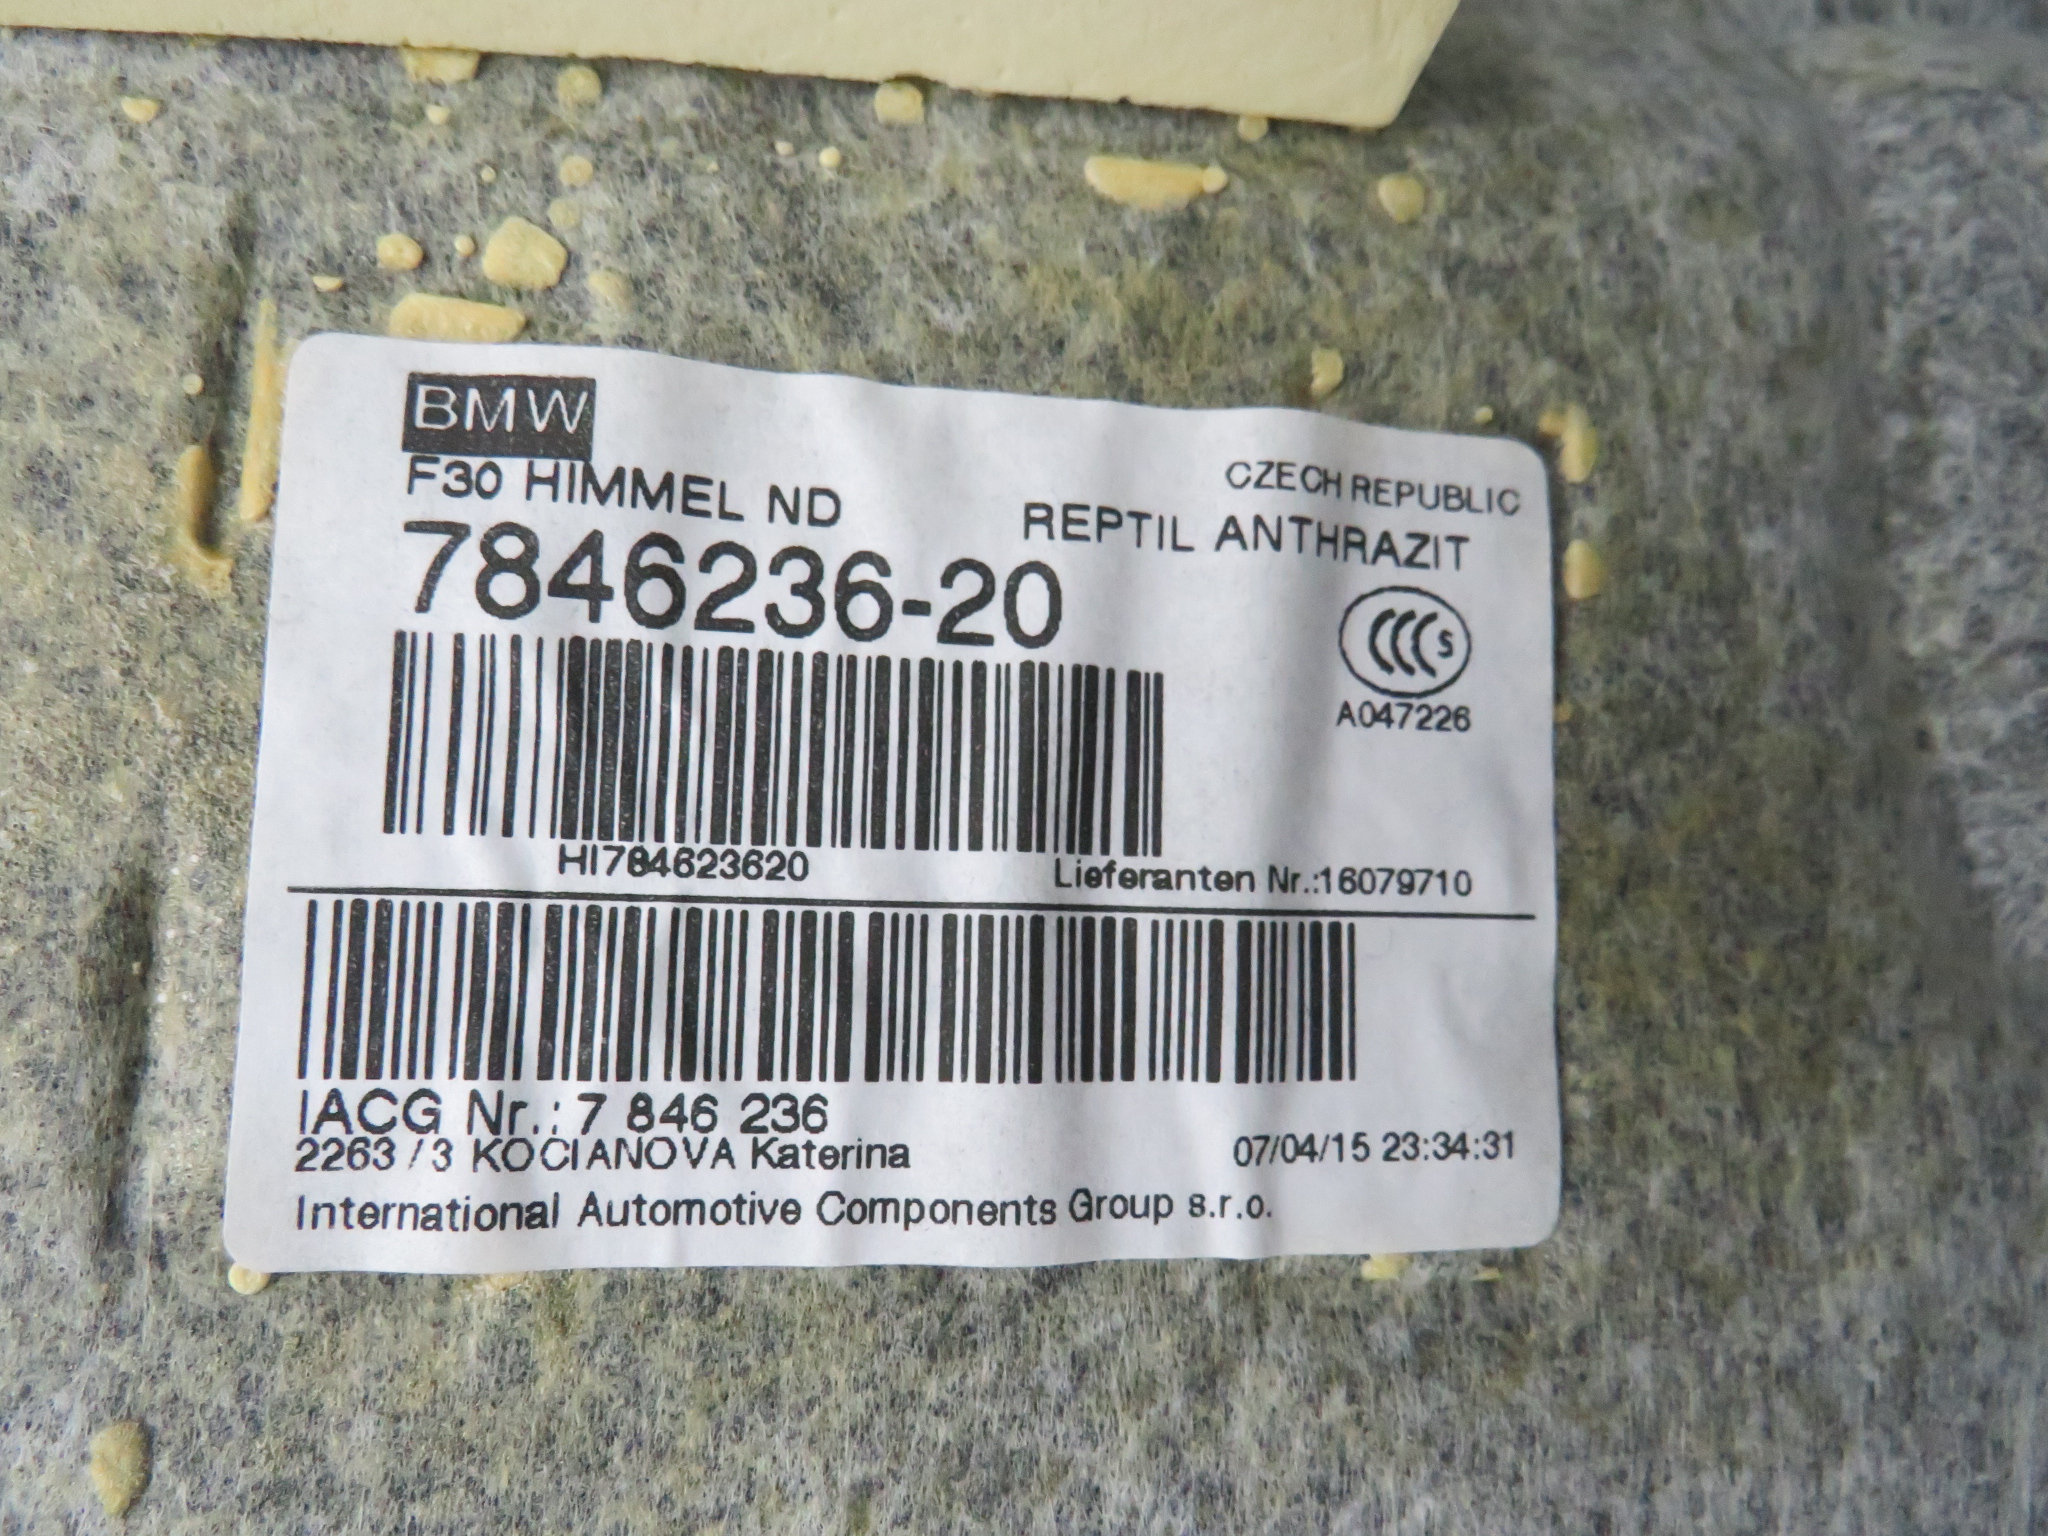 BMW
F30 HIMMEL ND
CZECH REPUBLIC
REPTIL ANTHRAZIT
7846236-20
CCC S
A047226
HI784623620
Lieferanten Nr.:16079710
IACG Nr.: 7 846 236
2263 / 3 KOCIANOVA Katerina
07/04/15 23:34:31
International Automotive Components Group s.r.o.